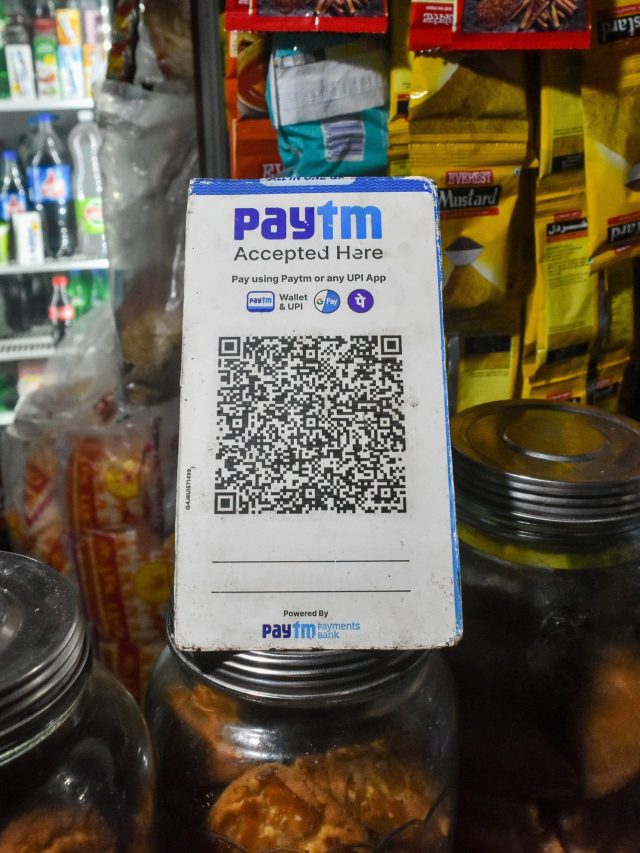 EVEREST
Mustard
Mustard
paytm
Accepted Here
Pay using Paytm or any UPI App
paytm
Wallet
& UPI
G Pay
पे
Powered By
paytm
payments
bank